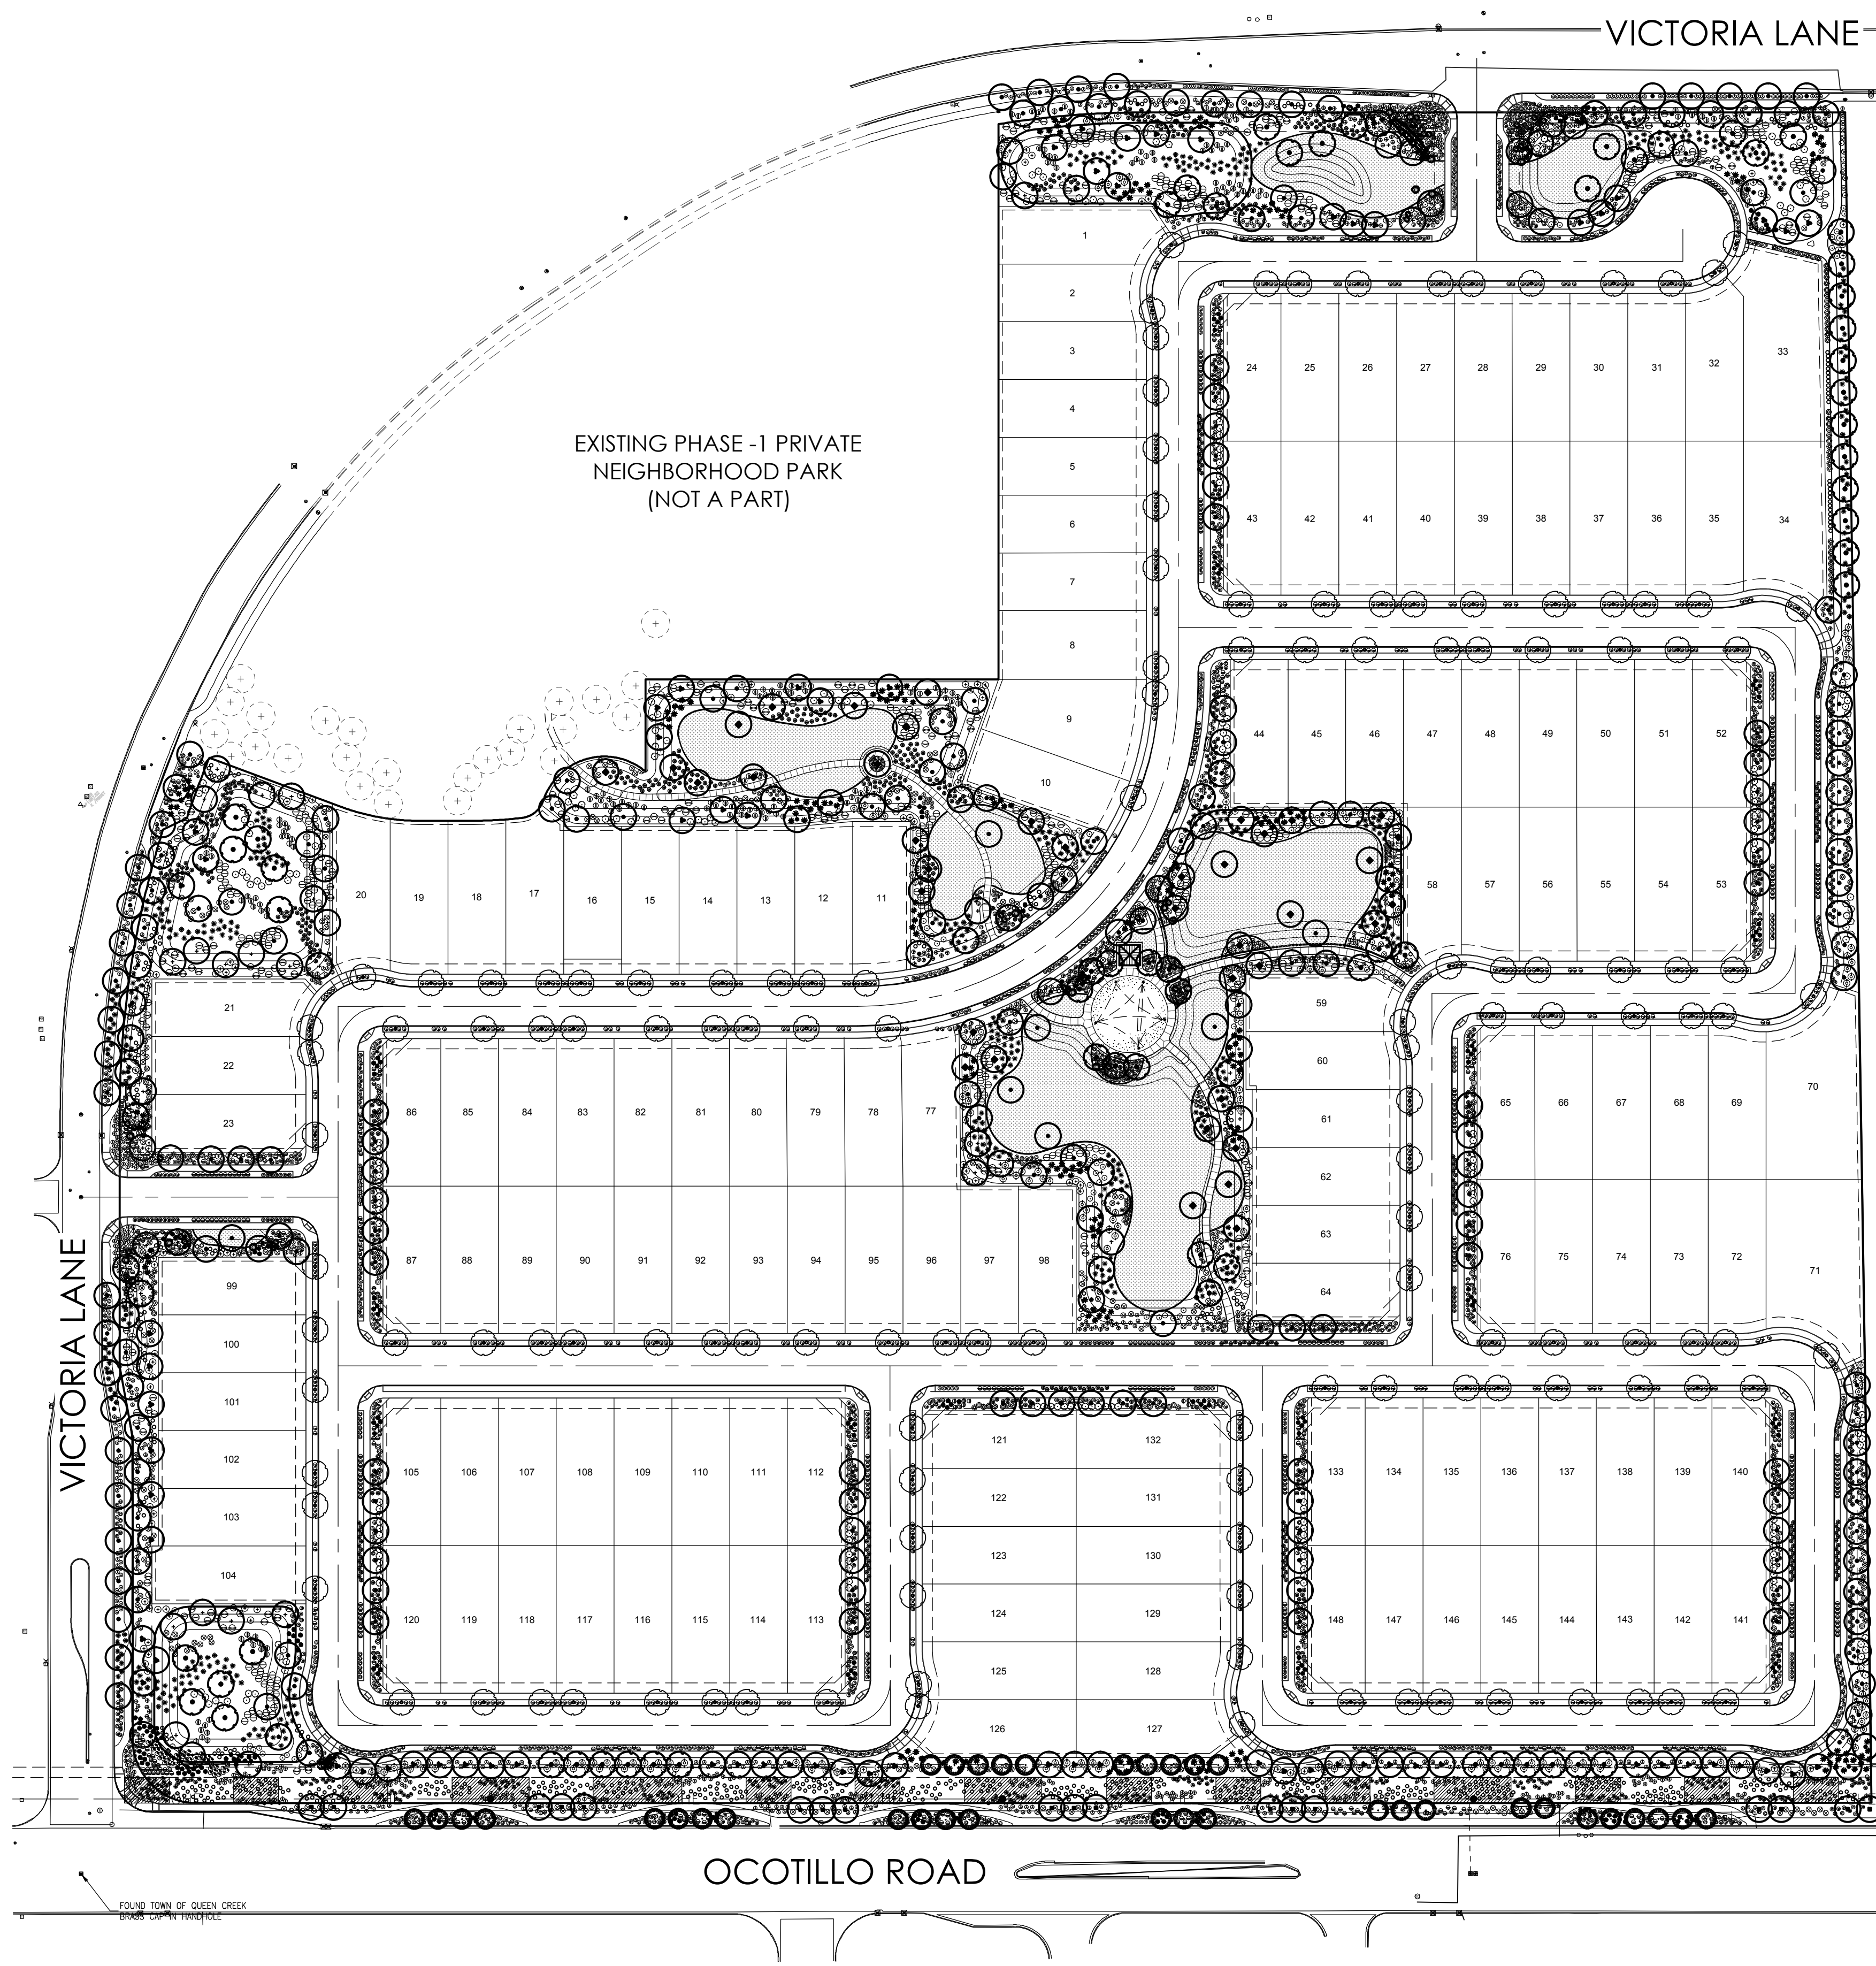 VICTORIA LANE
1
2
3
24 25 26 27 28 29 30 31 32 33
4
EXISTING PHASE -1 PRIVATE
NEIGHBORHOOD PARK
(NOT A PART)
5
43 42 41 40 39 38 37 36 35 34
6
7
8
9
44 45 46 47 48 49 50 51 52
10
20 19 18 17 16 15 14 13 12 11
58 57 56 55 54 53
21
59
22
60
23
86 85 84 83 82 81 80 79 78 77
61
65 66 67 68 69 70
62
63
87 88 89 90 91 92 93 94 95 96 97 98
64
76 75 74 73 72 71
VICTORIA LANE
99
100
101
102
103
104
105 106 107 108 109 110 111 112
120 119 118 117 116 115 114 113
121 132
122 131
123 130
124 129
125 128
126 127
133 134 135 136 137 138 139 140
148 147 146 145 144 143 142 141
OCOTILLO ROAD
FOUND TOWN OF QUEEN CREEK
BRASS CAP IN HANDHOLE